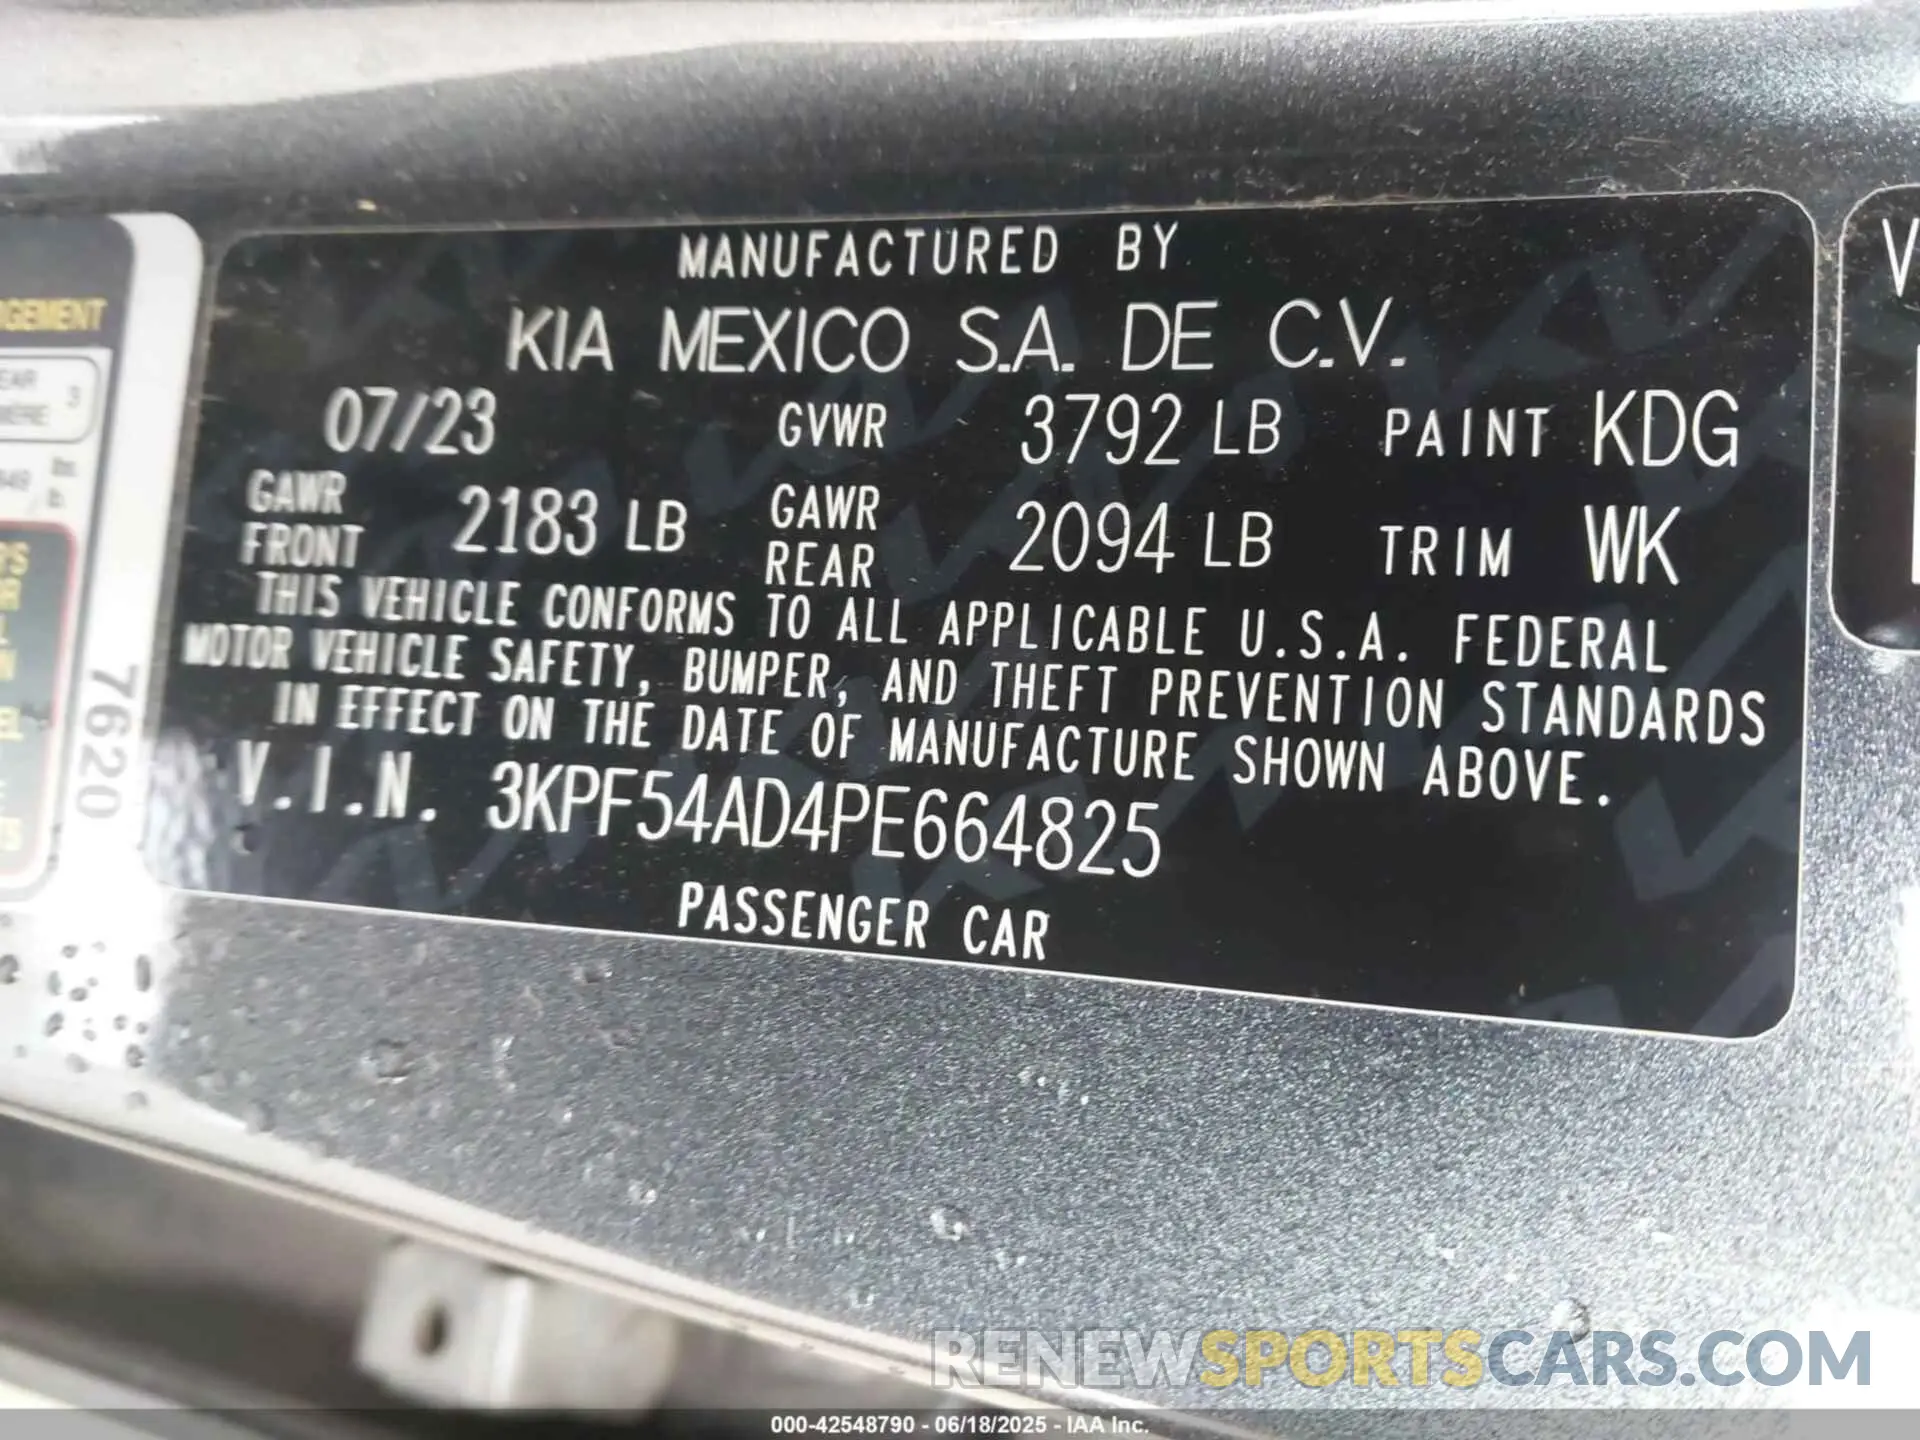 MANUFACTURED BY
KIA MEXICO S.A. DE C.V.
07/23 GVWR 3792 LB PAINT KDG
GAWR FRONT 2183 LB GAWR REAR 2094 LB TRIM WK
THIS VEHICLE CONFORMS TO ALL APPLICABLE U.S.A. FEDERAL
MOTOR VEHICLE SAFETY, BUMPER, AND THEFT PREVENTION STANDARDS
IN EFFECT ON THE DATE OF MANUFACTURE SHOWN ABOVE.
V.I.N. 3KPF54AD4PE664825
PASSENGER CAR
7620
RENEWSPORTSCARS.COM
000-42548790 - 06/18/2025 - IAA Inc.